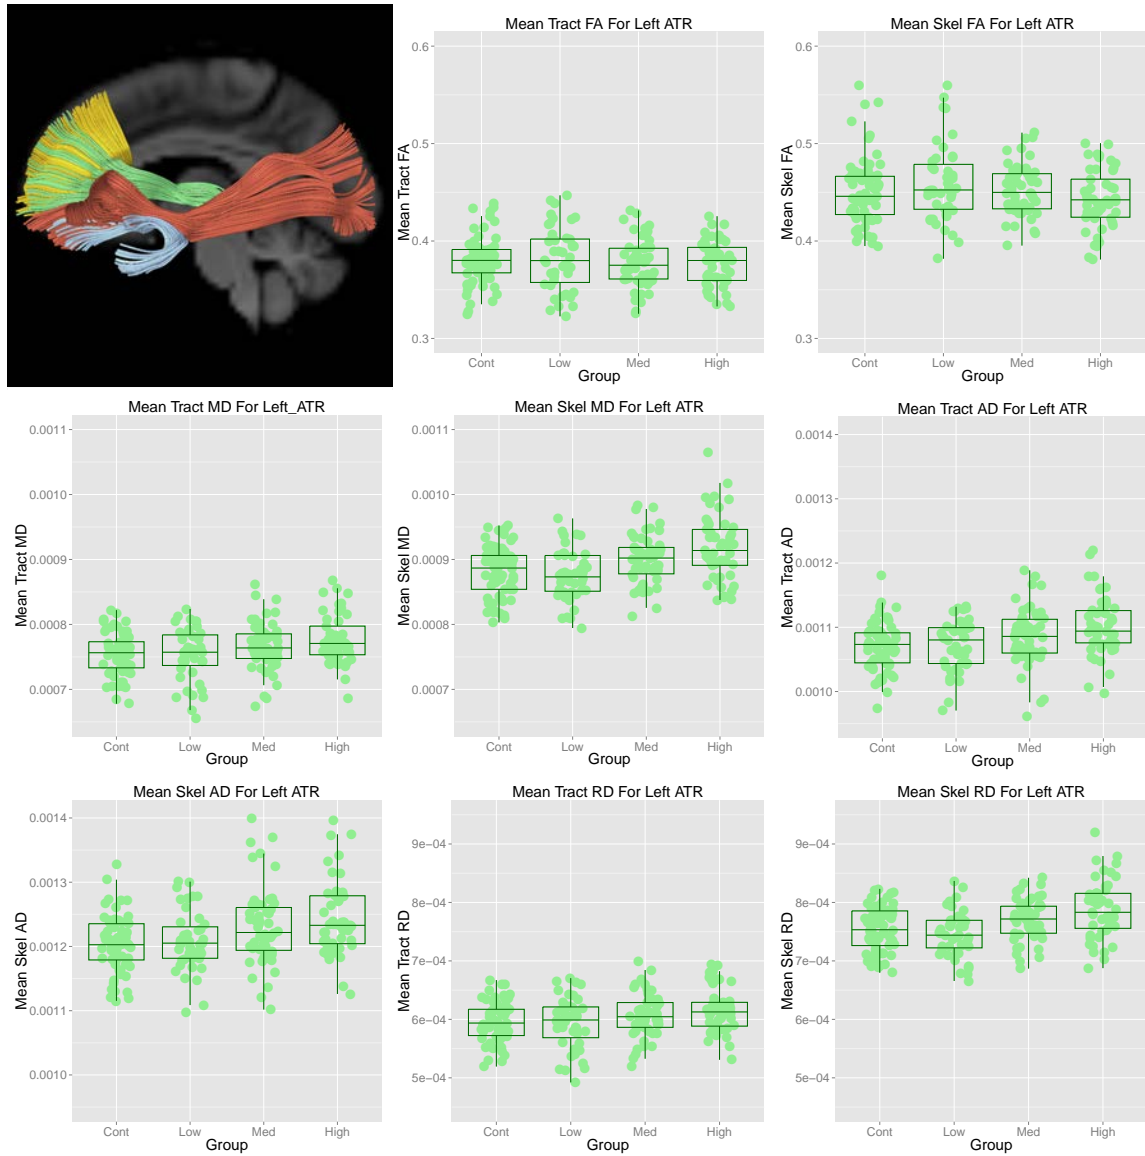 Mean Tract FA For Left ATR
Mean Tract FA
0.6
0.5
0.4
0.3
Cont Low Med High
Group
Mean Skel FA For Left ATR
Mean Skel FA
0.6
0.5
0.4
0.3
Cont Low Med High
Group
Mean Tract MD For Left_ATR
Mean Tract MD
0.0011
0.0010
0.0009
0.0008
0.0007
Cont Low Med High
Group
Mean Skel MD For Left ATR
Mean Skel MD
0.0011
0.0010
0.0009
0.0008
0.0007
Cont Low Med High
Group
Mean Tract AD For Left ATR
Mean Tract AD
0.0014
0.0013
0.0012
0.0011
0.0010
Cont Low Med High
Group
Mean Skel AD For Left ATR
Mean Skel AD
0.0014
0.0013
0.0012
0.0011
0.0010
Cont Low Med High
Group
Mean Tract RD For Left ATR
Mean Tract RD
9e−04
8e−04
7e−04
6e−04
5e−04
Cont Low Med High
Group
Mean Skel RD For Left ATR
Mean Skel RD
9e−04
8e−04
7e−04
6e−04
5e−04
Cont Low Med High
Group